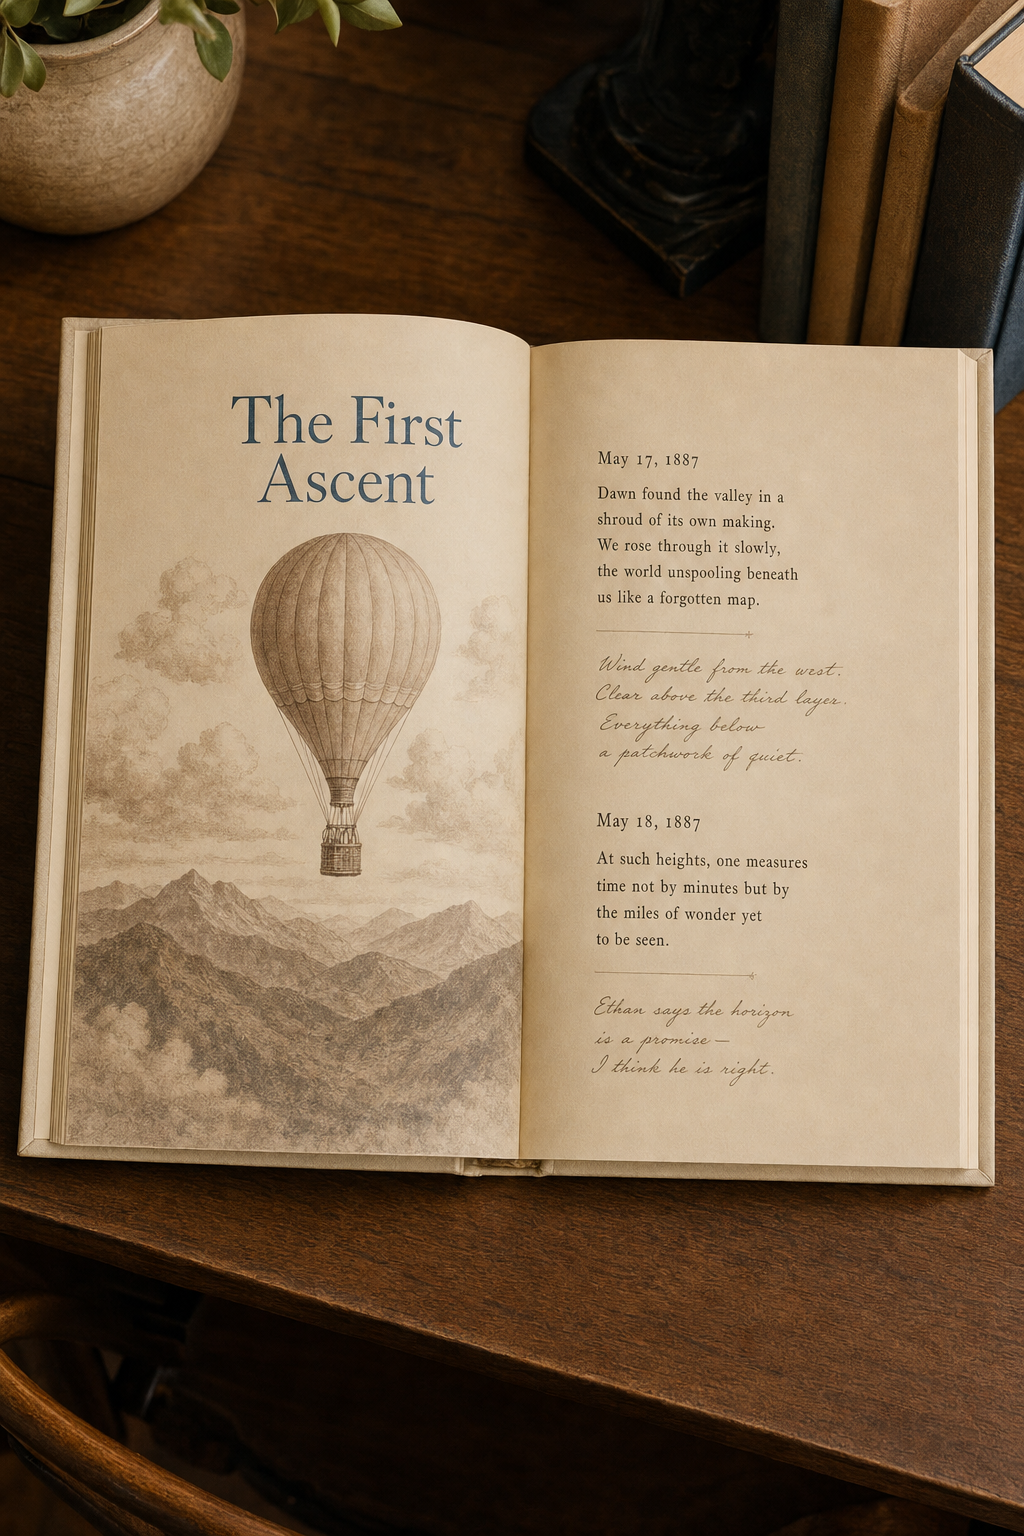 The First
Ascent
May 17, 1887
Dawn found the valley in a
shroud of its own making.
We rose through it slowly,
the world unspooling beneath
us like a forgotten map.
Wind gentle from the west.
Clear above the third layer.
Everything below
a patchwork of quiet.
May 18, 1887
At such heights, one measures
time not by minutes but by
the miles of wonder yet
to be seen.
Ethan says the horizon
is a promise —
I think he is right.